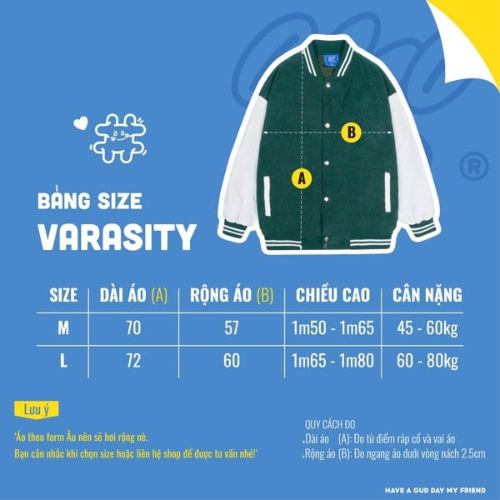 ®
B
A
BẢNG SIZE
VARASITY
SIZE DÀI ÁO (A) RỘNG ÁO (B) CHIỀU CAO CÂN NẶNG
M 70 57 1m50 - 1m65 45 - 60kg
L 72 60 1m65 - 1m80 60 - 80kg
Lưu ý
'Áo theo form Âu nên sẽ hơi rộng nè.
Bạn cân nhắc khi chọn size hoặc liên hệ shop để được tư vấn nhé!'
QUY CÁCH ĐO
.Dài áo (A): Đo từ điểm ráp cổ và vai áo
.Rộng áo (B): Đo ngang áo dưới vòng nách 2.5cm
HAVE A GUD DAY MY FRIEND